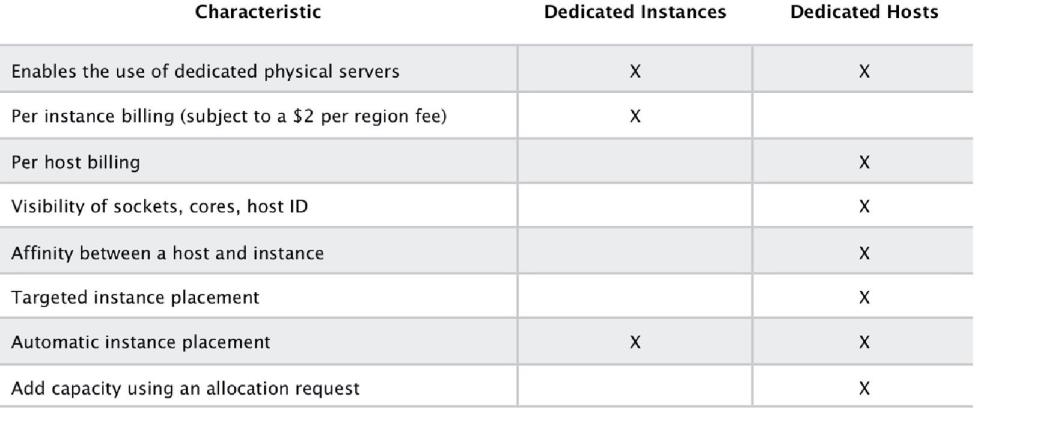 Characteristic Dedicated Instances Dedicated Hosts
Enables the use of dedicated physical servers X X
Per instance billing (subject to a $2 per region fee) X
Per host billing X
Visibility of sockets, cores, host ID X
Affinity between a host and instance X
Targeted instance placement X
Automatic instance placement X X
Add capacity using an allocation request X